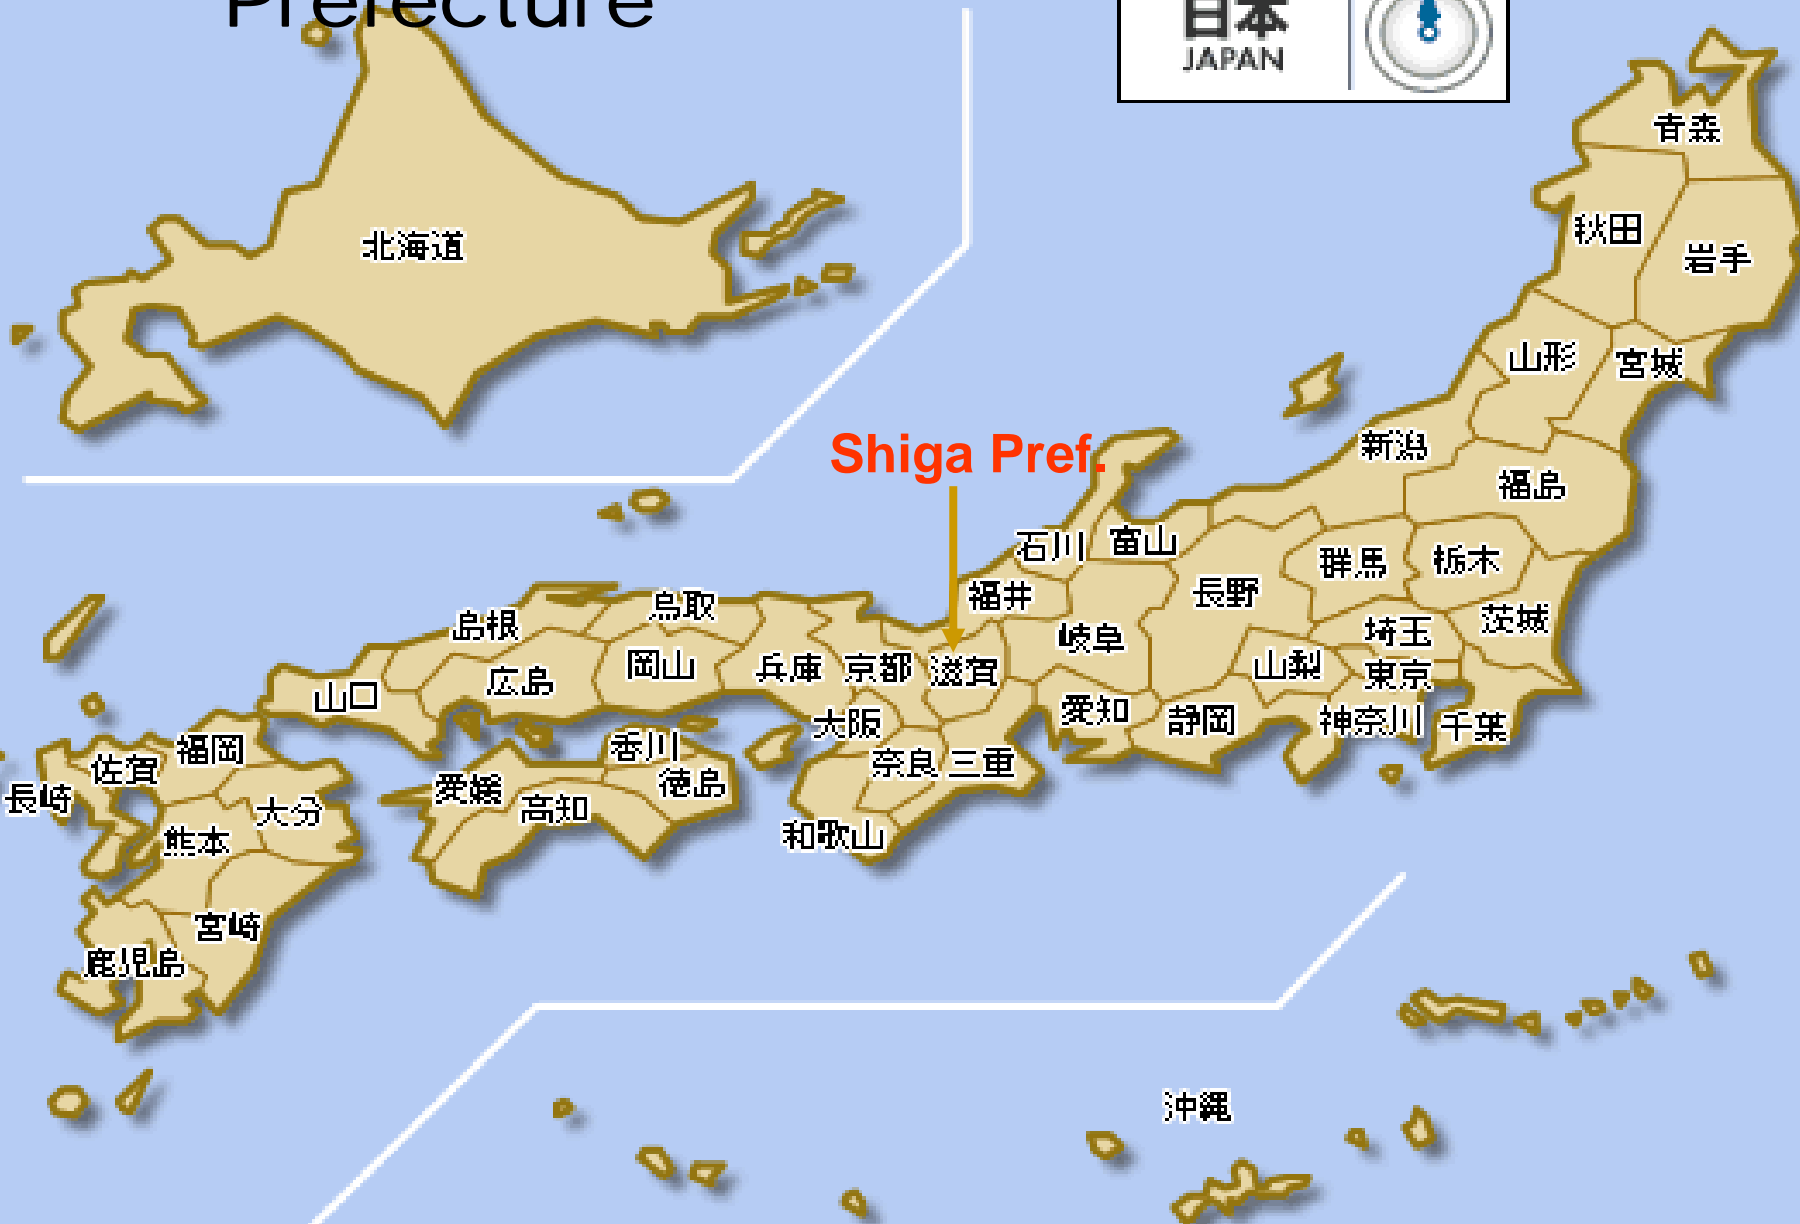 Prefecture
日本
JAPAN
青森
秋田
岩手
北海道
山形
宮城
新潟
Shiga Pref.
福島
石川
富山
群馬
栃木
福井
長野
島根
鳥取
岐阜
埼玉
茨城
山口
広島
岡山
兵庫
京都
滋賀
山梨
東京
愛知
静岡
神奈川
千葉
大阪
福岡
佐賀
香川
奈良
三重
長崎
愛媛
徳島
大分
高知
熊本
和歌山
宮崎
鹿児島
沖縄